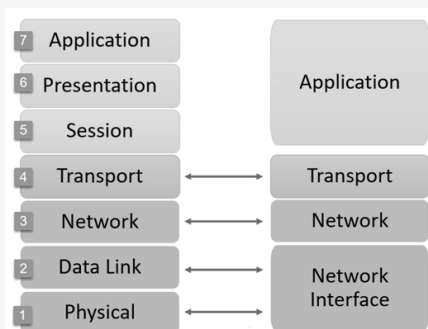 7 Application
6 Presentation
5 Session
4 Transport
3 Network
2 Data Link
1 Physical
Application
Transport
Network
Network
Interface